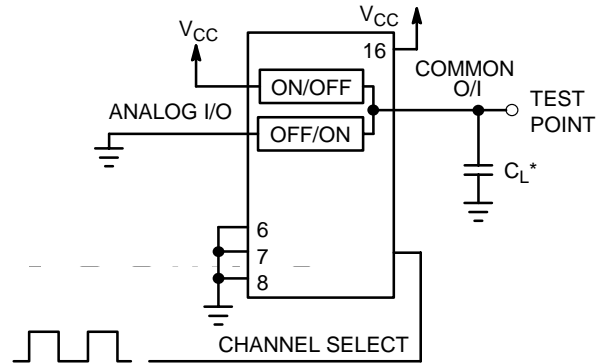 VCC
VCC
16
COMMON
O/I
ON/OFF
TEST
POINT
ANALOG I/O
OFF/ON
CL*
6
7
8
CHANNEL SELECT